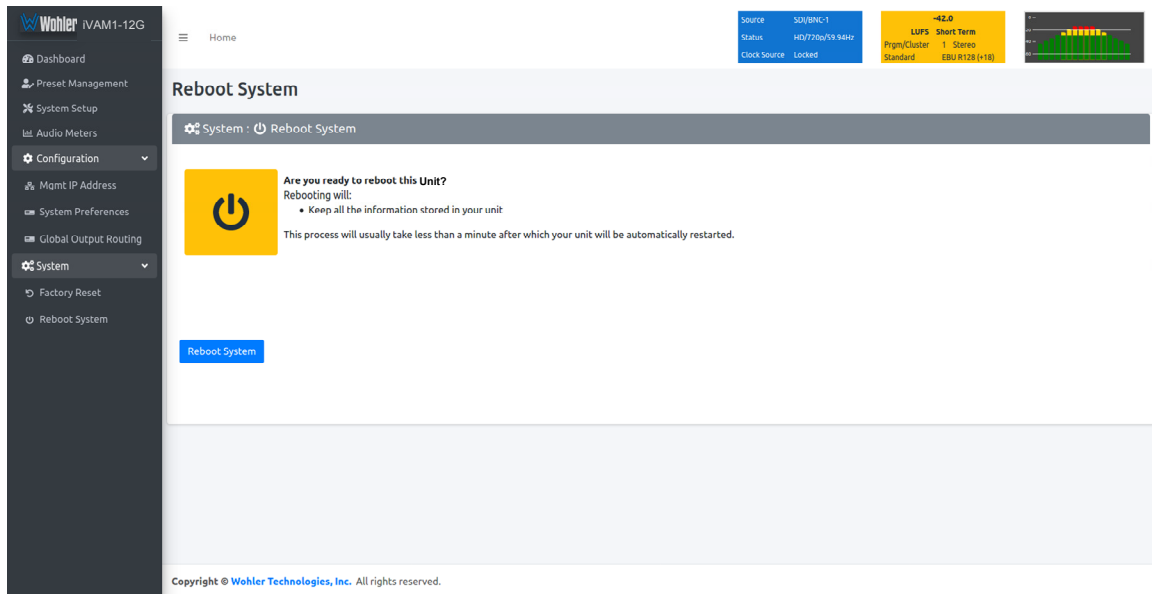 Wohler iVAM1-12G
Dashboard
Preset Management
System Setup
Audio Meters
Configuration
Mgmt IP Address
System Preferences
Global Output Routing
System
Factory Reset
Reboot System
Home
Source SDI/BNC-1
Status HD/720p/59.94Hz
Clock Source Locked
-42.0
LUFS Short Term
Prgm/Cluster 1 Stereo
Standard EBU R128 (+18)
Reboot System
System : Reboot System
Are you ready to reboot this Unit?
Rebooting will:
• Keep all the information stored in your unit
This process will usually take less than a minute after which your unit will be automatically restarted.
Reboot System
Copyright © Wohler Technologies, Inc. All rights reserved.